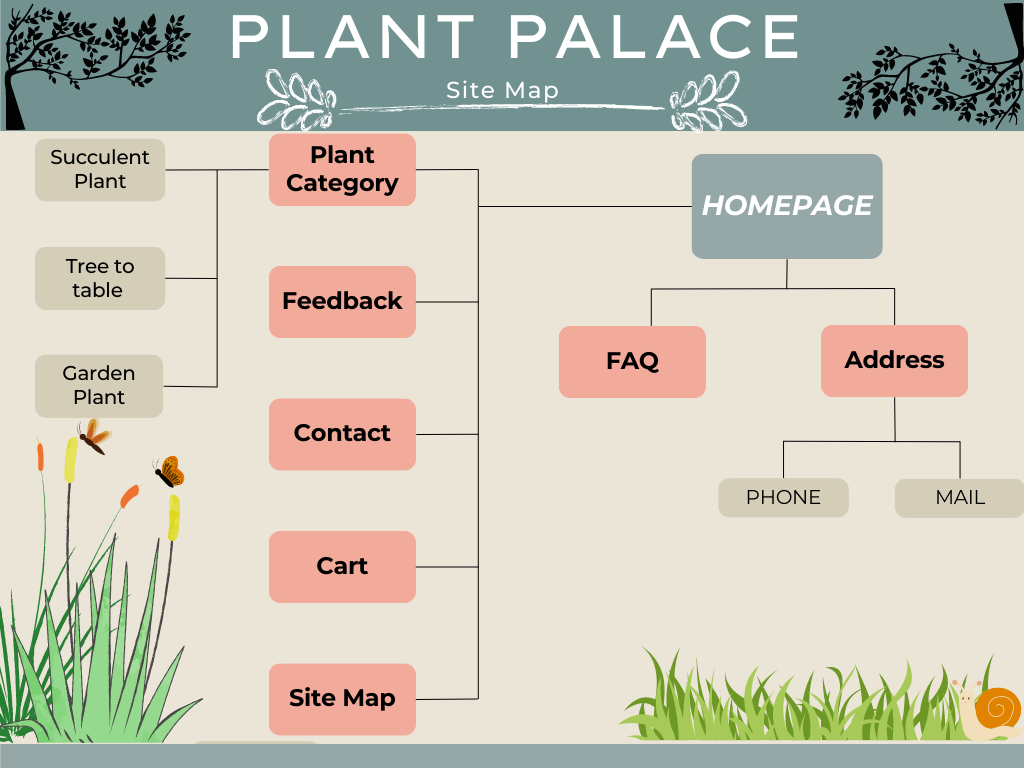 PLANT PALACE
Site Map
Succulent
Plant
Plant
Category
HOMEPAGE
Tree to
table
Feedback
Garden
Plant
FAQ
Address
Contact
PHONE
MAIL
Cart
Site Map